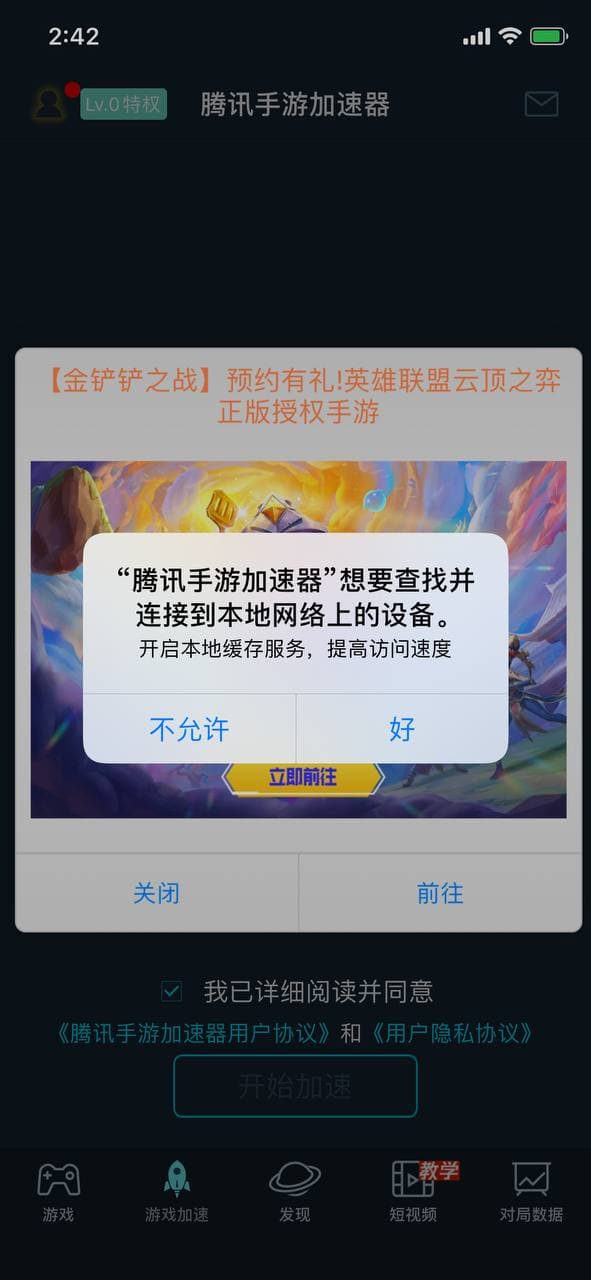 2:42
Lv.0特权
腾讯手游加速器
【金铲铲之战】预约有礼!英雄联盟云顶之弈
正版授权手游
“腾讯手游加速器”想要查找并
连接到本地网络上的设备。
开启本地缓存服务，提高访问速度
不允许
好
立即前往
关闭
前往
我已详细阅读并同意
《腾讯手游加速器用户协议》和《用户隐私协议》
开始加速
教学
游戏
游戏加速
发现
短视频
对局数据